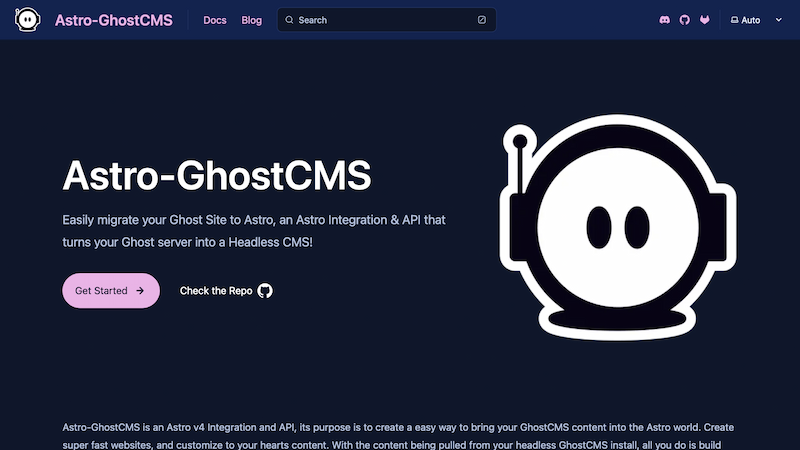 Astro-GhostCMS
Docs
Blog
Search
Auto
Astro-GhostCMS
Easily migrate your Ghost Site to Astro, an Astro Integration & API that
turns your Ghost server into a Headless CMS!
Get Started
Check the Repo
Astro-GhostCMS is an Astro v4 Integration and API, its purpose is to create a easy way to bring your GhostCMS content into the Astro world. Create
super fast websites, and customize to your hearts content. With the content being pulled from your headless GhostCMS install, all you do is build